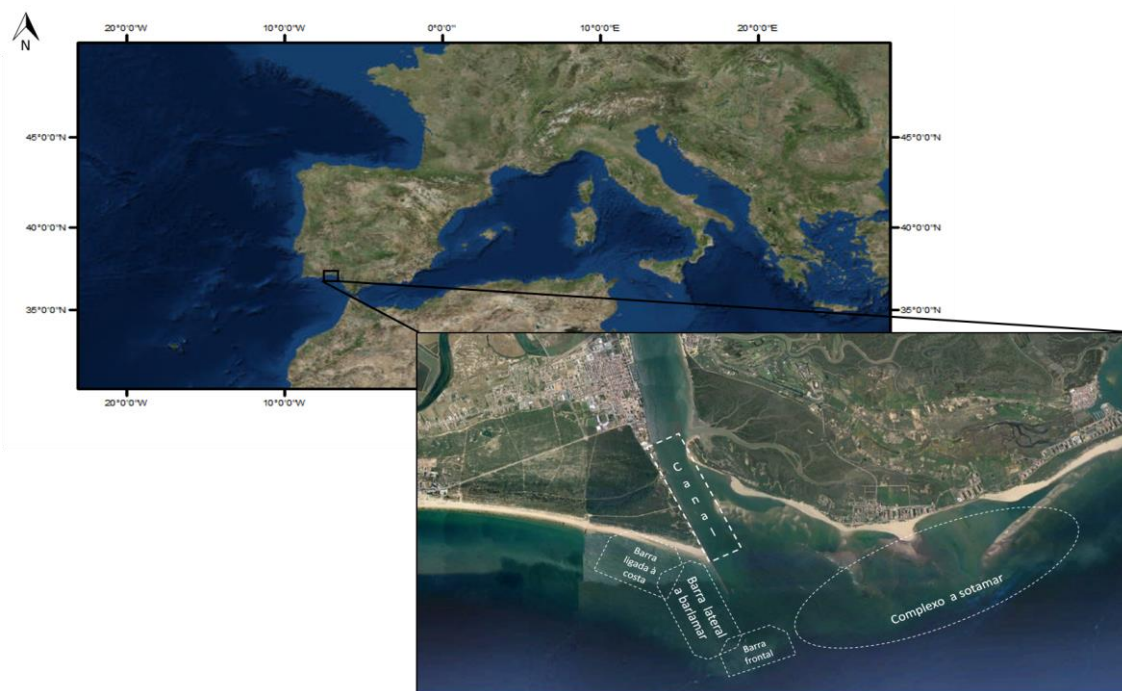 20°0'0"W
10°0'0"W
0°0'0"
10°0'0"E
20°0'0"E
N
45°0'0"N
45°0'0"N
40°0'0"N
40°0'0"N
35°0'0"N
35°0'0"N
20°0'0"W
10°0'0"W
Canal
Barra
ligada à
costa
Barra lateral
a barlamar
Barra
frontal
Complexo a sotamar